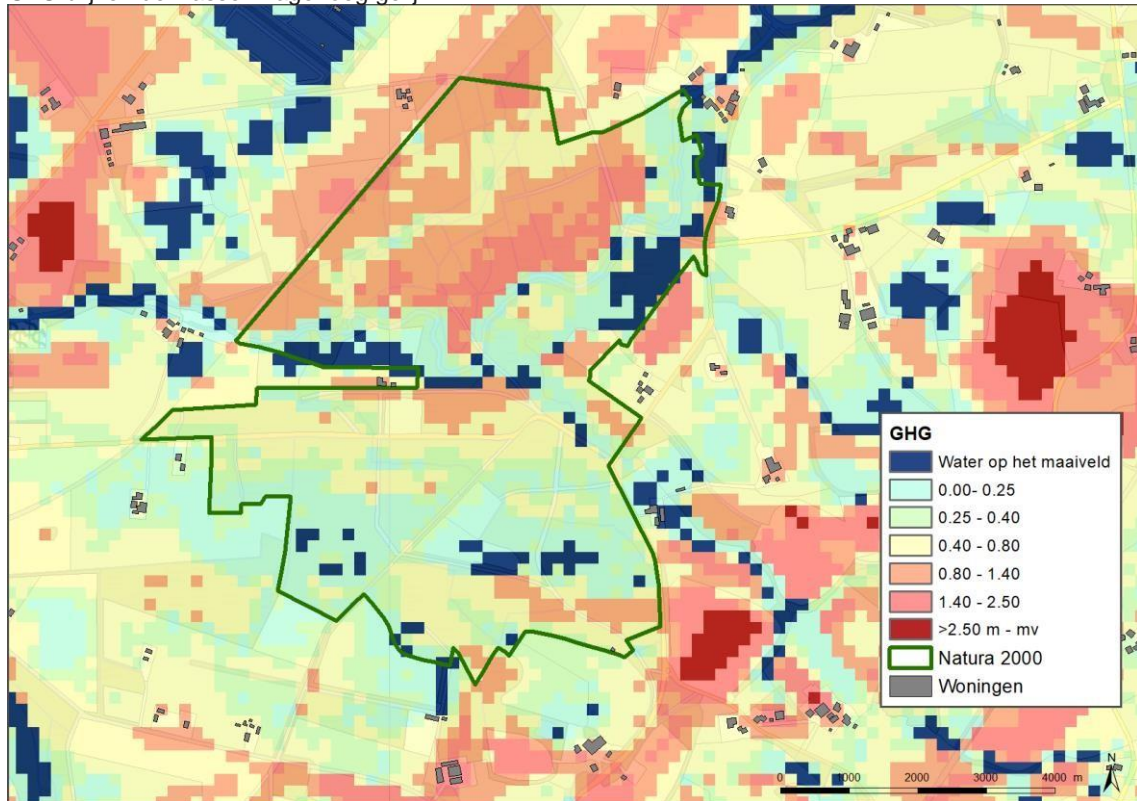 GHG
Water op het maaiveld
0.00- 0.25
0.25 - 0.40
0.40 - 0.80
0.80 - 1.40
1.40 - 2.50
>2.50 m - mv
Natura 2000
Woningen
N
0 1000 2000 3000 4000 m